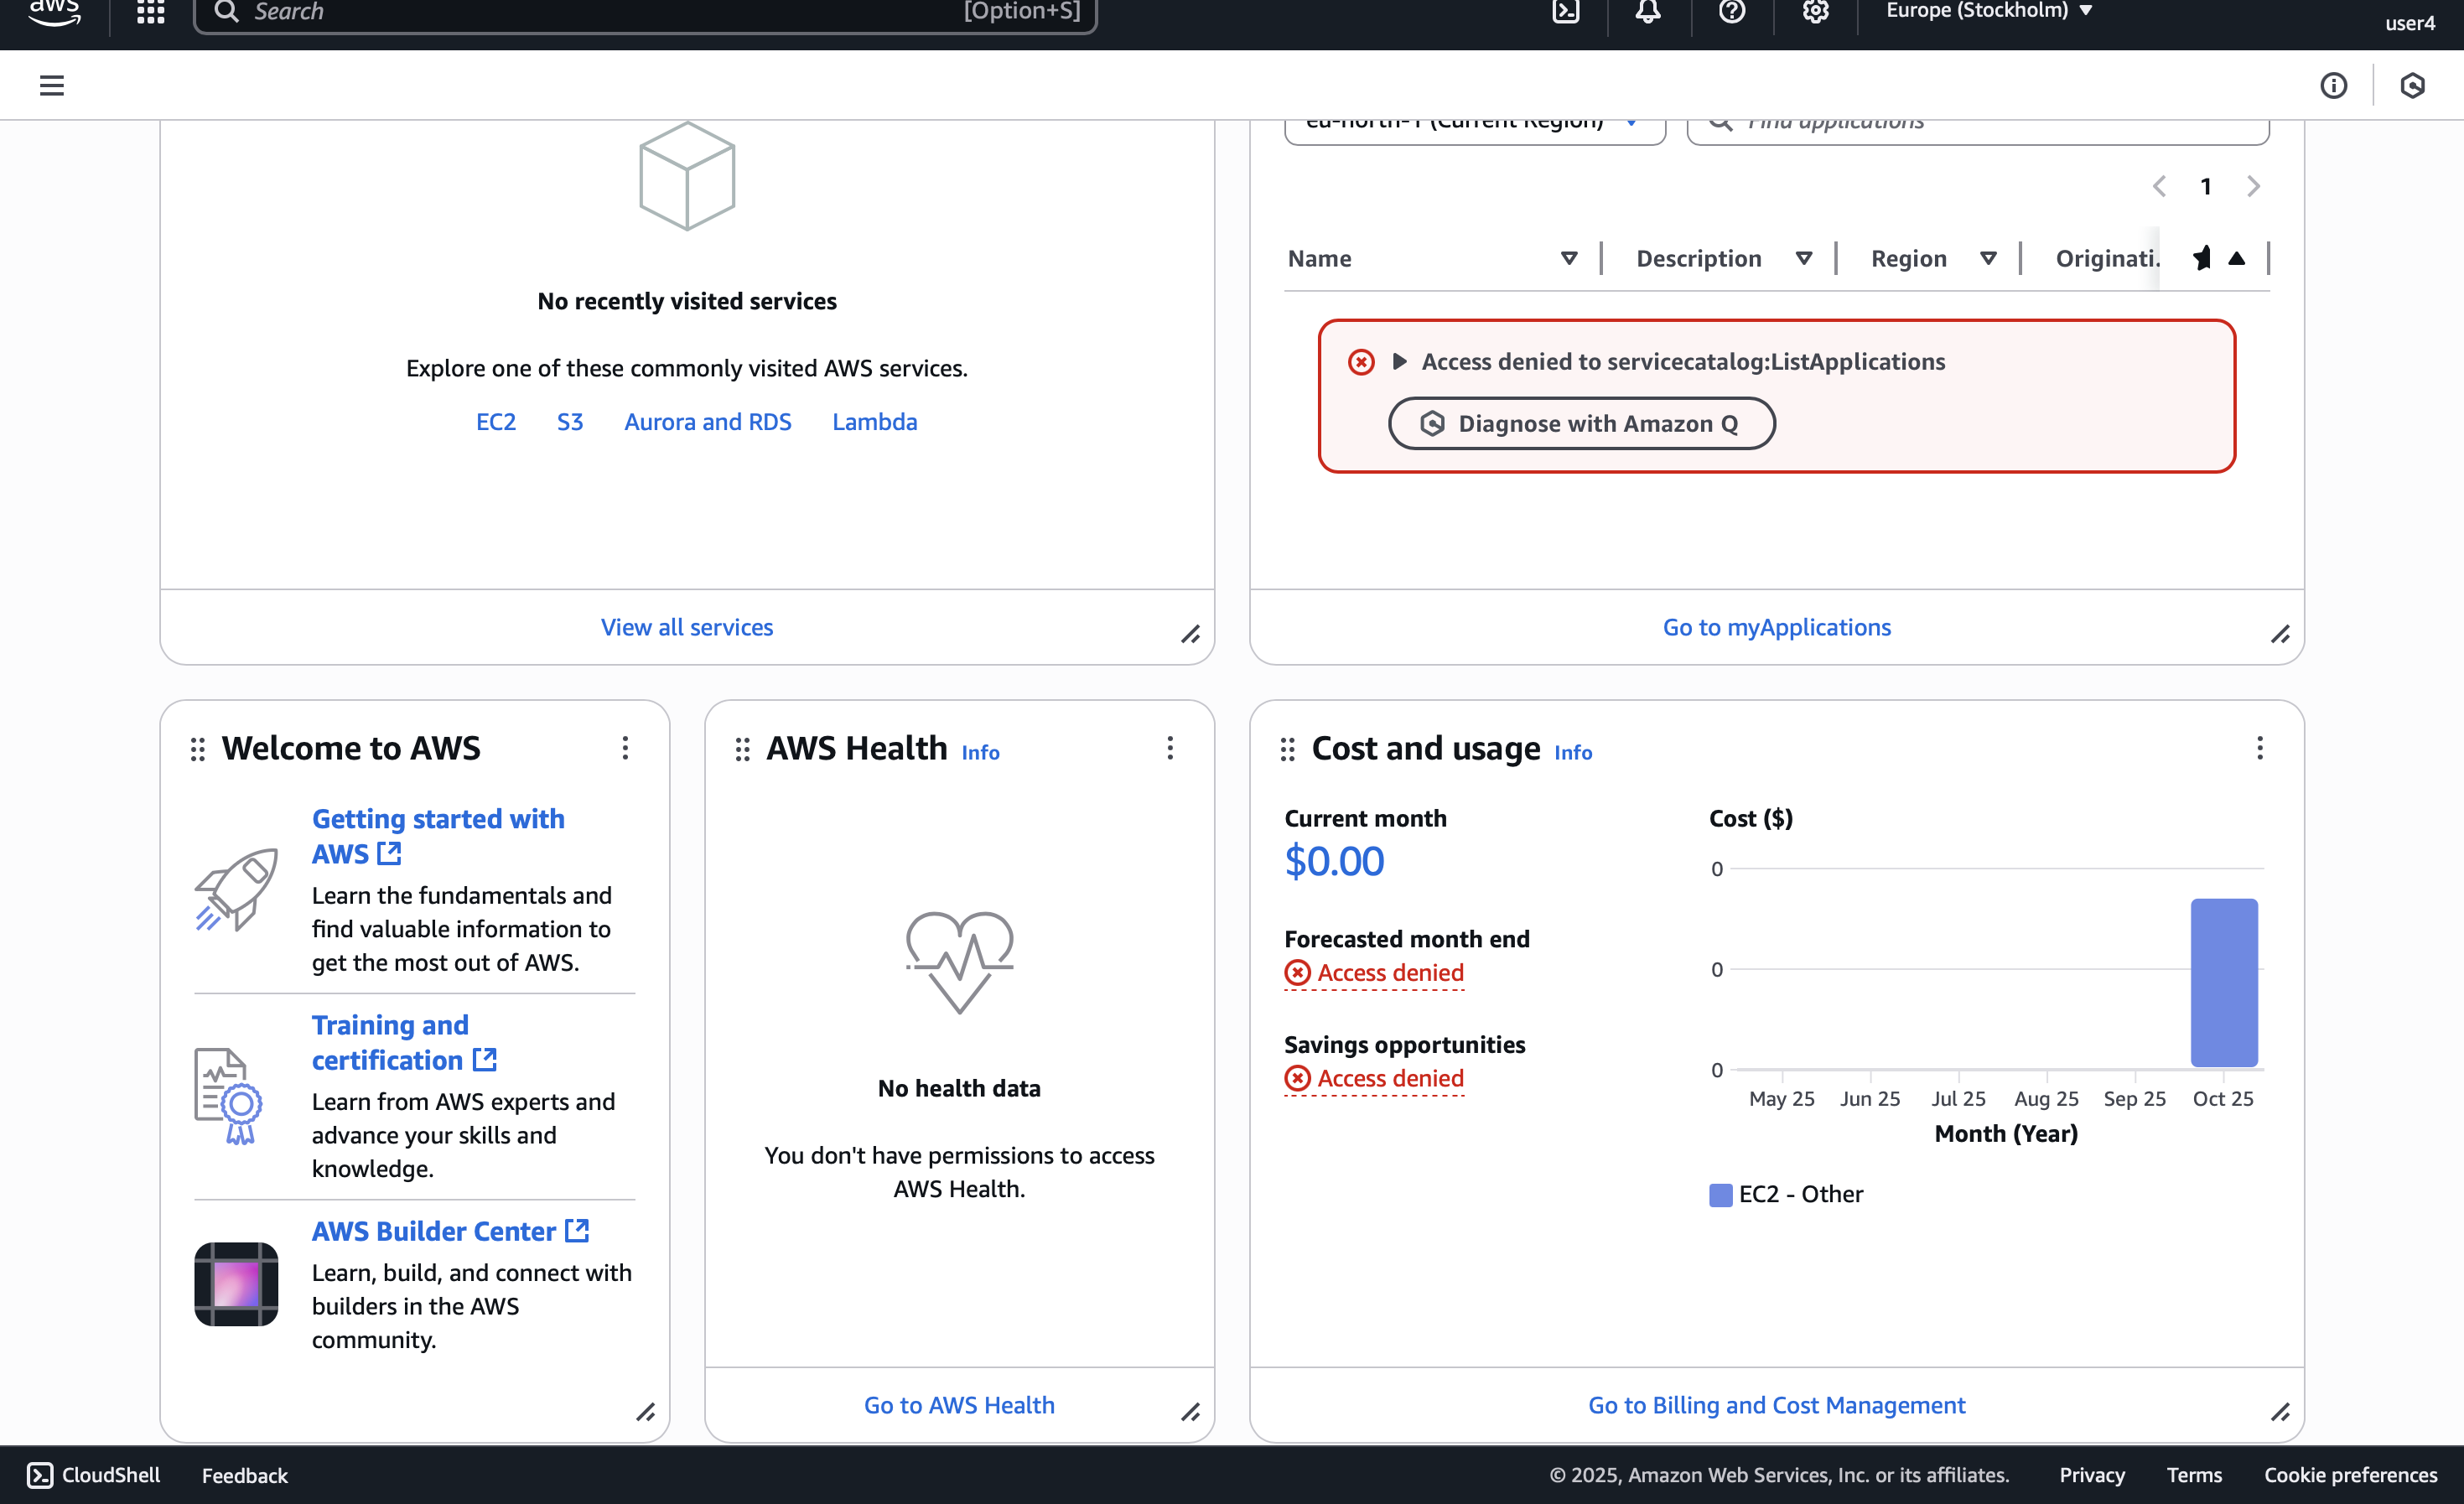 aws
Search
[Option+S]
Europe (Stockholm)
user4
eu-north-1 (Current Region)
Find applications
1
Name
Description
Region
Originati.
No recently visited services
Explore one of these commonly visited AWS services.
EC2 S3 Aurora and RDS Lambda
Access denied to servicecatalog:ListApplications
Diagnose with Amazon Q
View all services
Go to myApplications
Welcome to AWS
Getting started with
AWS
Learn the fundamentals and
find valuable information to
get the most out of AWS.
Training and
certification
Learn from AWS experts and
advance your skills and
knowledge.
AWS Builder Center
Learn, build, and connect with
builders in the AWS
community.
AWS Health Info
No health data
You don't have permissions to access
AWS Health.
Go to AWS Health
Cost and usage Info
Current month
$0.00
Forecasted month end
Access denied
Savings opportunities
Access denied
Cost ($)
0
0
0
May 25 Jun 25 Jul 25 Aug 25 Sep 25 Oct 25
Month (Year)
EC2 - Other
Go to Billing and Cost Management
CloudShell
Feedback
© 2025, Amazon Web Services, Inc. or its affiliates.
Privacy
Terms
Cookie preferences